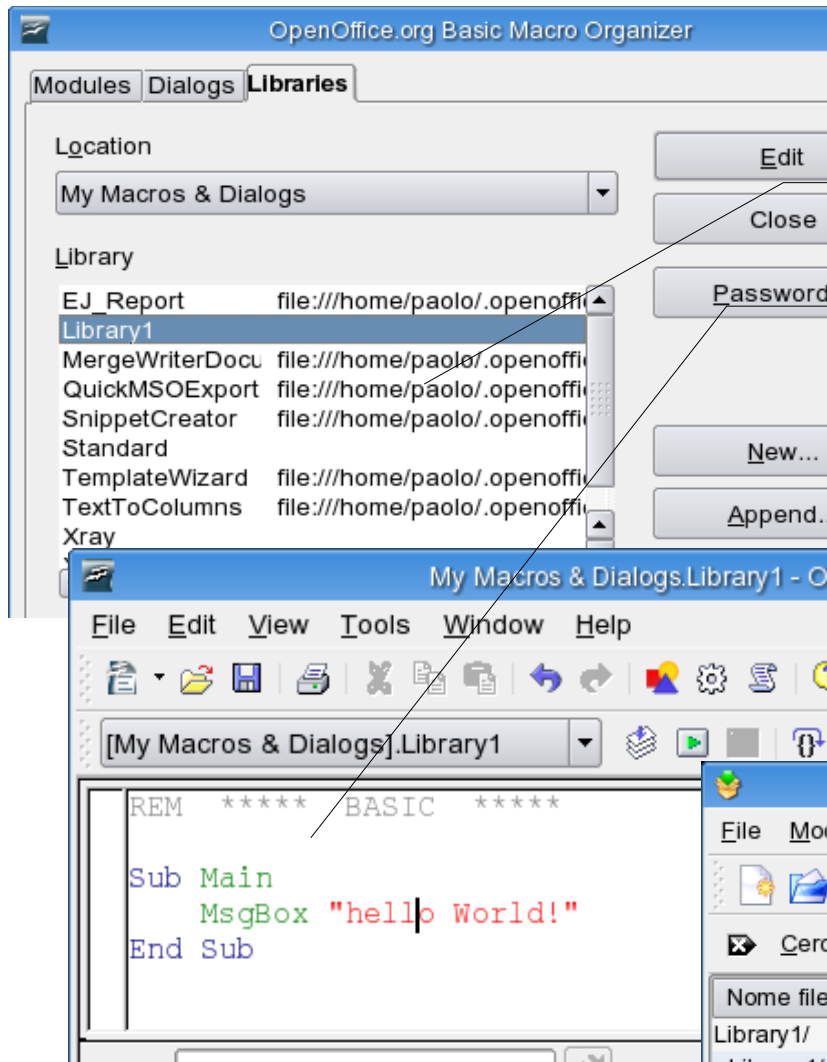 OpenOffice.org Basic Macro Organizer
Modules Dialogs Libraries
Location
My Macros & Dialogs
Edit
Close
Library
Password
EJ_Report file:///home/paolo/.openoffi
Library1
MergeWriterDocu file:///home/paolo/.openoffi
QuickMSOExport file:///home/paolo/.openoffi
SnippetCreator file:///home/paolo/.openoffi
Standard
TemplateWizard file:///home/paolo/.openoffi
TextToColumns file:///home/paolo/.openoffi
Xray
New...
Append.
My Macros & Dialogs.Library1 - O
File Edit View Tools Window Help
[My Macros & Dialogs].Library1
REM ***** BASIC *****
Sub Main
MsgBox "hello World!"
End Sub
File Mod
Cerc
Nome file
Library1/